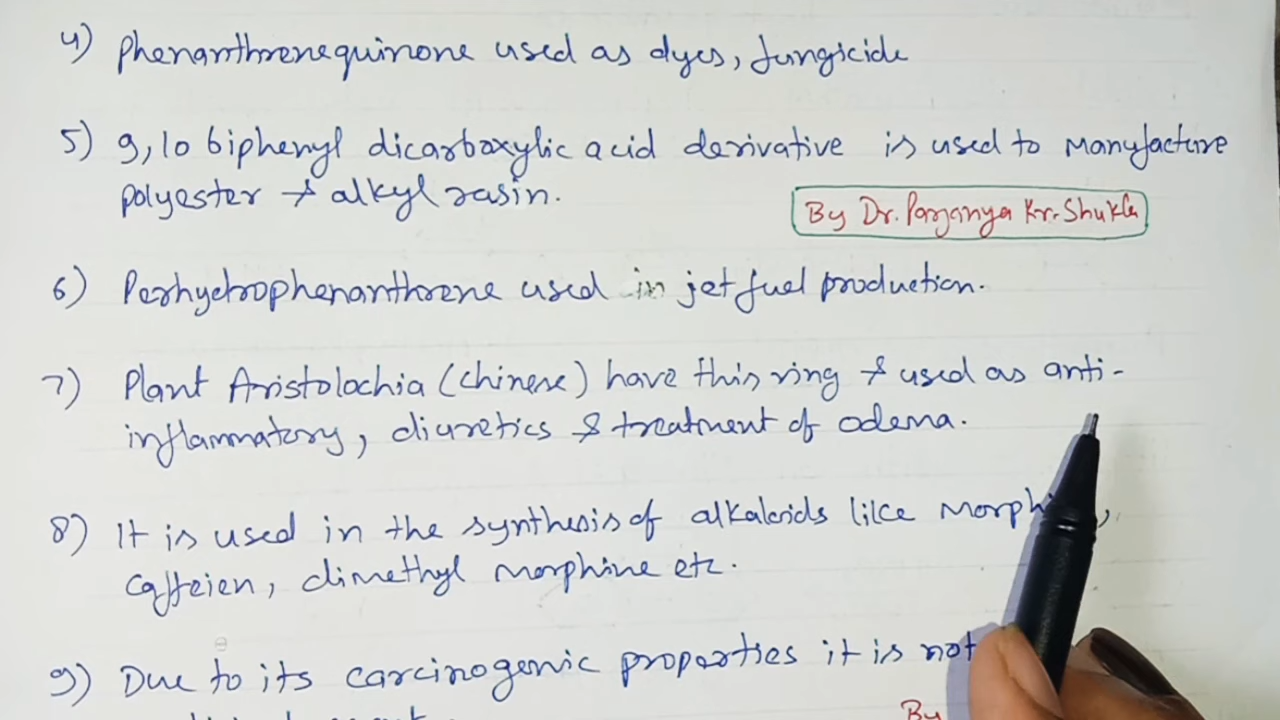 4) Phenanthrenequinone used as dyes, fungicide
5) 9,10 biphenyl dicarboxylic acid derivative is used to Manufacture
polyester & alkyl rasin.
By Dr. Parjanya Kr. Shukla
6) Perhydrophenanthrene used in jet fuel production.
7) Plant Aristolochia (chinese) have this ring & used as anti-
inflammatory, diuretics & treatment of odema.
8) It is used in the synthesis of alkaloids like Morph ,
Caffeien, dimethyl morphine etc.
9) Due to its carcinogenic properties it is not
By